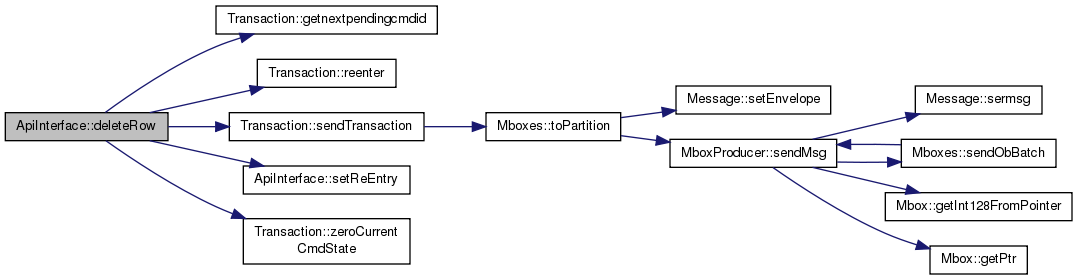 Transaction::getnextpendingcmdid
Transaction::reenter
ApiInterface::deleteRow
Transaction::sendTransaction
ApiInterface::setReEntry
Transaction::zeroCurrent
CmdState
Mboxes::toPartition
Message::setEnvelope
MboxProducer::sendMsg
Message::sermsg
Mboxes::sendObBatch
Mbox::getInt128FromPointer
Mbox::getPtr